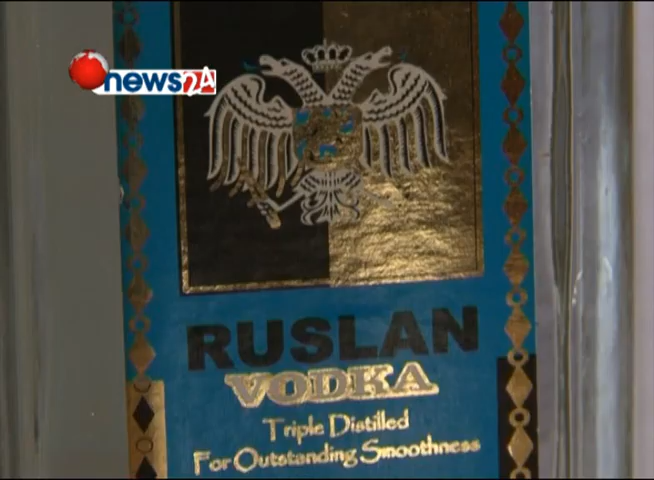 news24
RUSLAN
VODKA
Triple Distilled
For Outstanding Smoothness